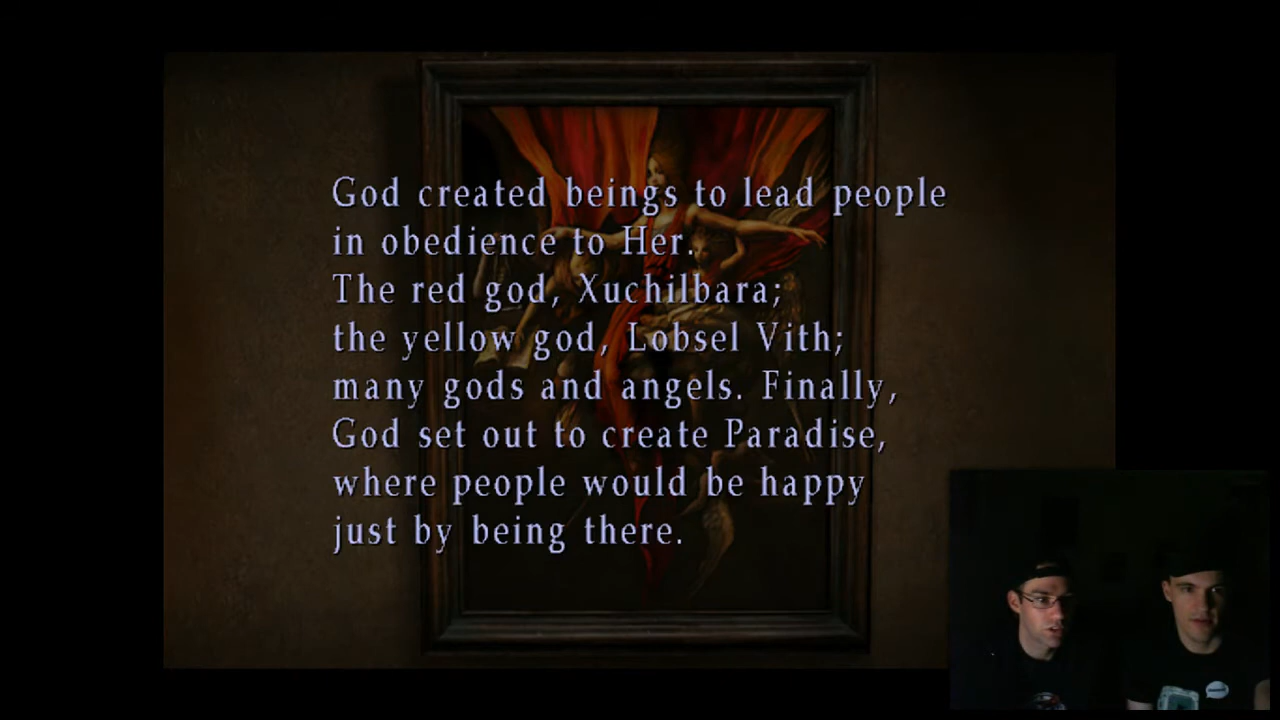 God created beings to lead people
in obedience to Her.
The red god, Xuchilbara;
the yellow god, Lobsel Vith;
many gods and angels. Finally,
God set out to create Paradise,
where people would be happy
just by being there.